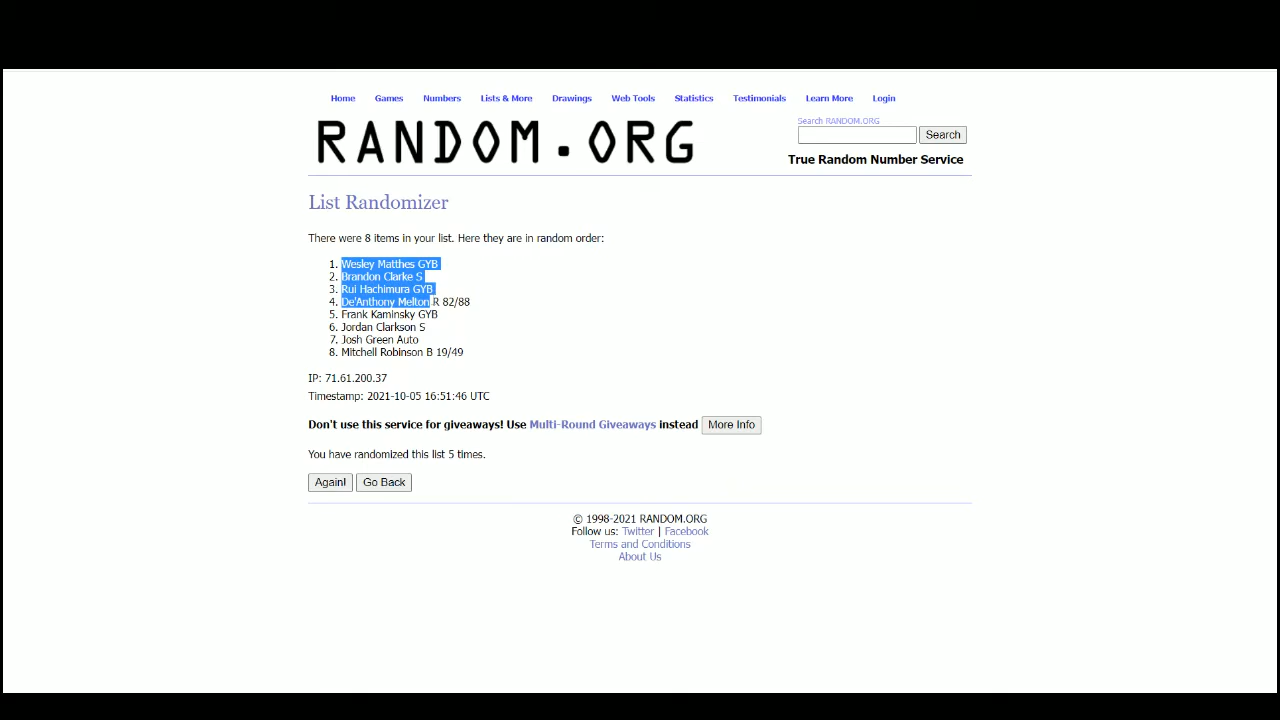 Home Games Numbers Lists & More Drawings Web Tools Statistics Testimonials Learn More Login
RANDOM.ORG
Search RANDOM.ORG
Search
True Random Number Service
List Randomizer
There were 8 items in your list. Here they are in random order:
1. Wesley Matthes GYB
2. Brandon Clarke S
3. Rui Hachimura GYB
4. De'Anthony Melton R 82/88
5. Frank Kaminsky GYB
6. Jordan Clarkson S
7. Josh Green Auto
8. Mitchell Robinson B 19/49
IP: 71.61.200.37
Timestamp: 2021-10-05 16:51:46 UTC
Don't use this service for giveaways! Use Multi-Round Giveaways instead More Info
You have randomized this list 5 times.
Again! Go Back
© 1998-2021 RANDOM.ORG
Follow us: Twitter | Facebook
Terms and Conditions
About Us